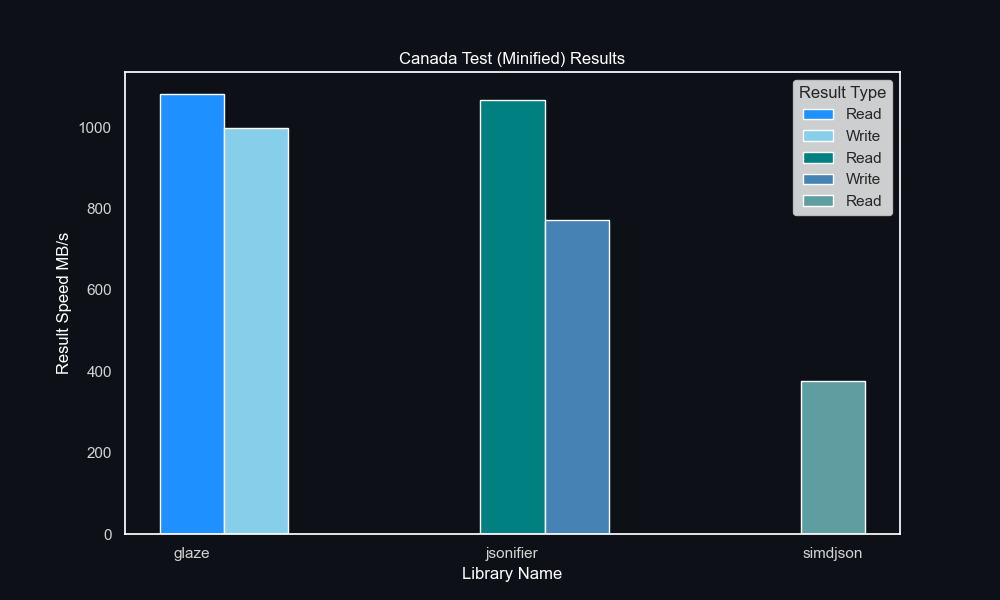 Canada Test (Minified) Results
Result Type
Read
Write
Read
Write
Read
Result Speed MB/s
1000
800
600
400
200
0
glaze
jsonifier
simdjson
Library Name